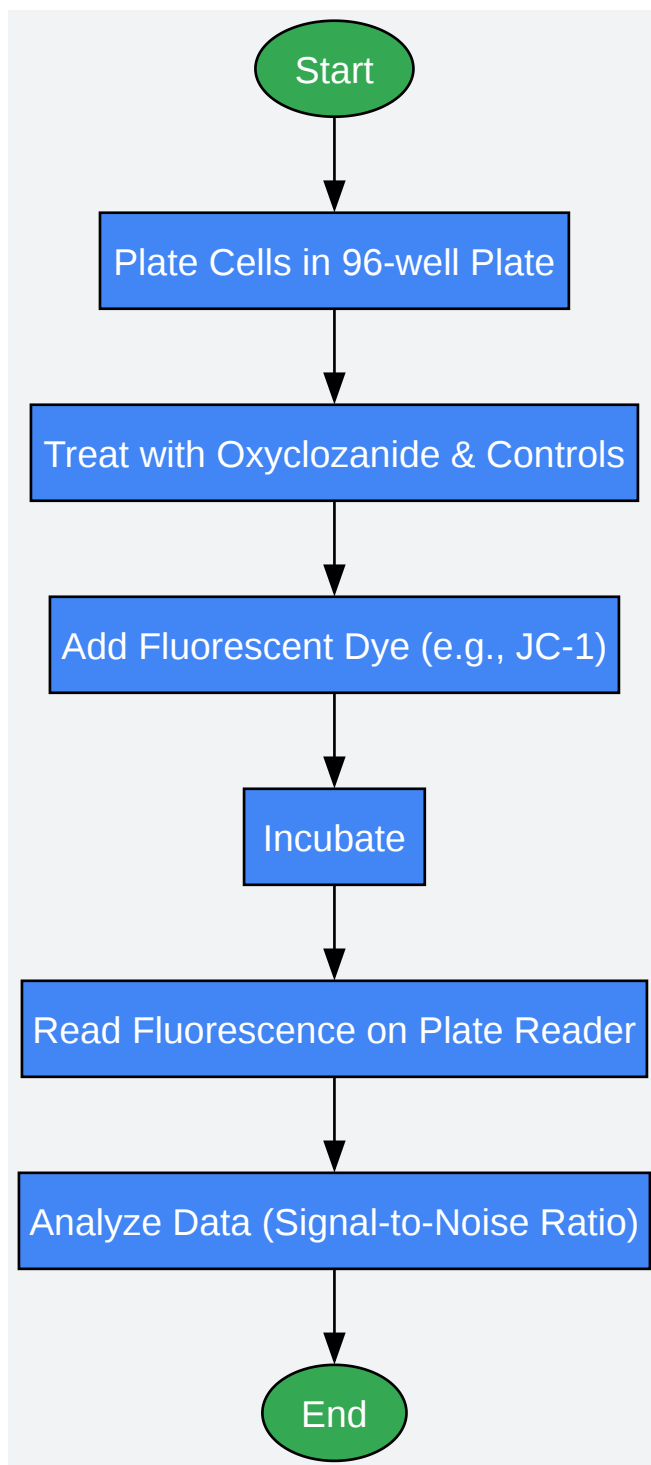 Start
Plate Cells in 96-well Plate
Treat with Oxyclozanide & Controls
Add Fluorescent Dye (e.g., JC-1)
Incubate
Read Fluorescence on Plate Reader
Analyze Data (Signal-to-Noise Ratio)
End